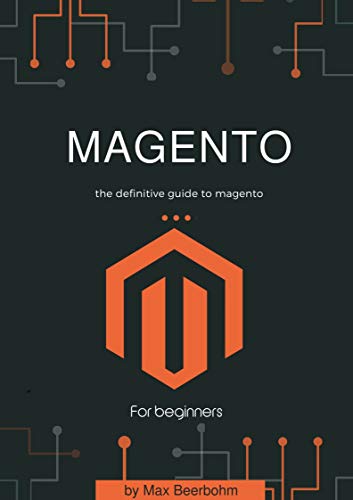 MAGENTO
the definitive guide to magento
For beginners
by Max Beerbohm